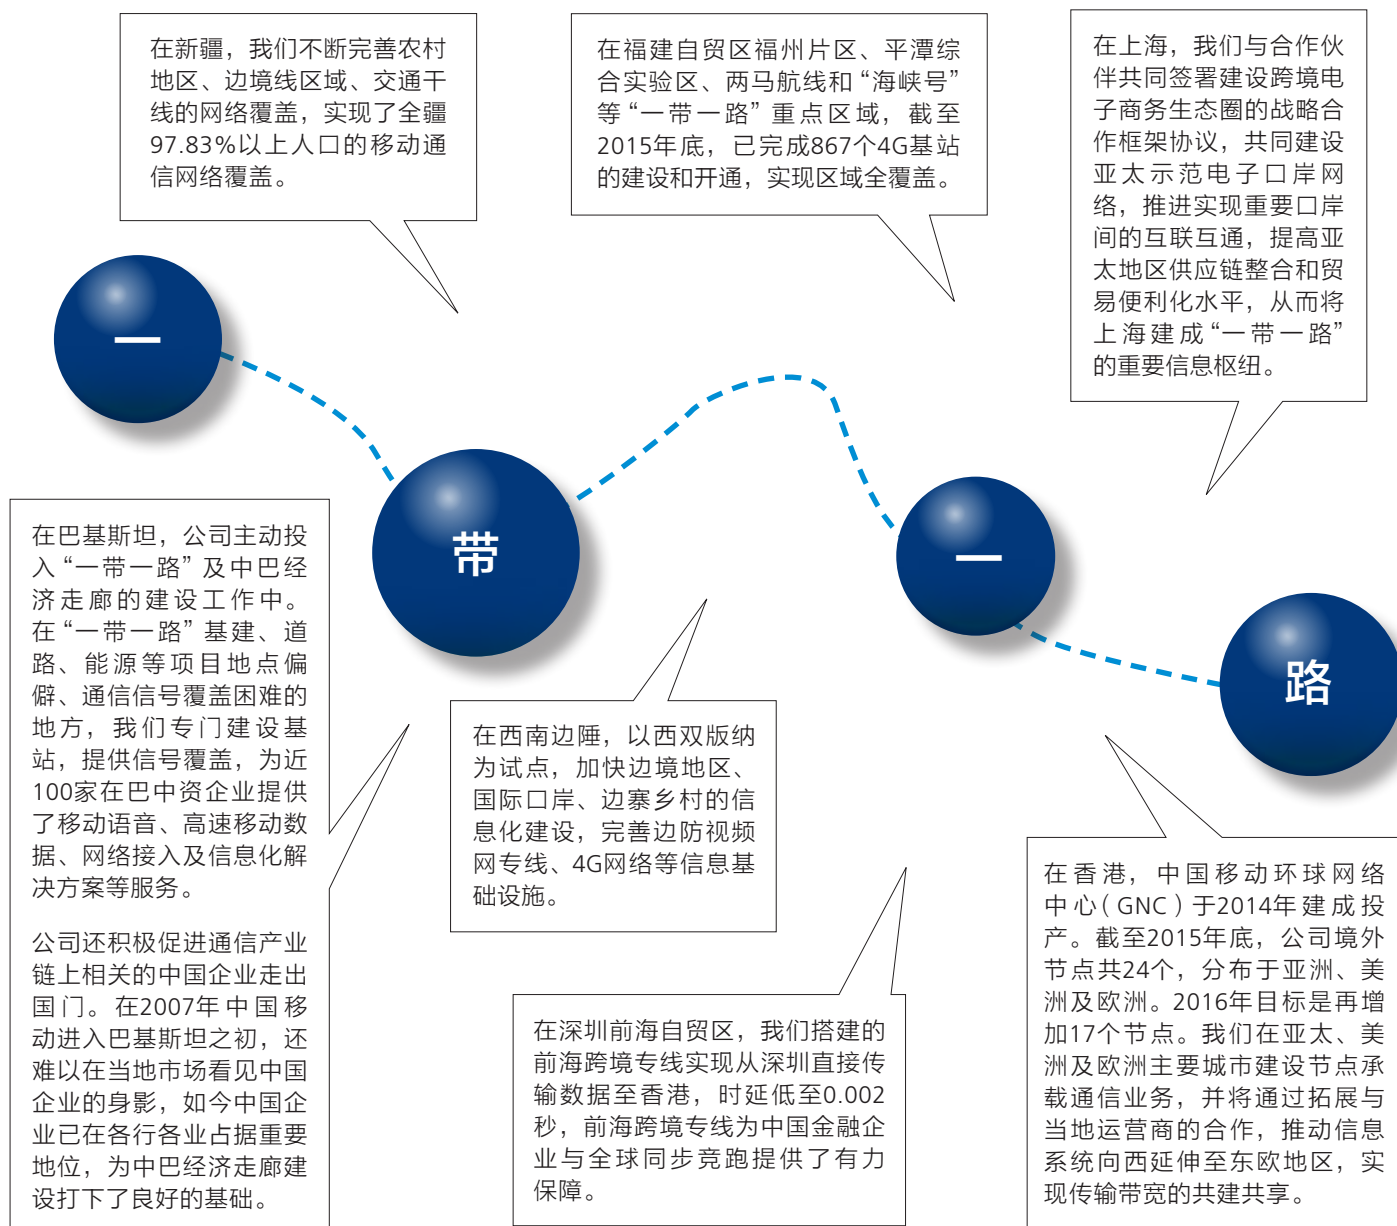 在新疆，我们不断完善农村
地区、边境线区域、交通干
线的网络覆盖，实现了全疆
97.83%以上人口的移动通
信网络覆盖。
在福建自贸区福州片区、平潭综
合实验区、两马航线和“海峡号”
等“一带一路”重点区域，截至
2015年底，已完成867个4G基站
的建设和开通，实现区域全覆盖。
在上海，我们与合作伙
伴共同签署建设跨境电
子商务生态圈的战略合
作框架协议，共同建设
亚太示范电子口岸网
络，推进实现重要口岸
间的互联互通，提高亚
太地区供应链整合和贸
易便利化水平，从而将
上海建成“一带一路”
的重要信息枢纽。
一
带
一
路
在巴基斯坦，公司主动投
入“一带一路”及中巴经
济走廊的建设工作中。
在“一带一路”基建、道
路、能源等项目地点偏
僻、通信信号覆盖困难的
地方，我们专门建设基
站，提供信号覆盖，为近
100家在巴中资企业提供
了移动语音、高速移动数
据、网络接入及信息化解
决方案等服务。
公司还积极促进通信产业
链上相关的中国企业走出
国门。在2007年中国移
动进入巴基斯坦之初，还
难以在当地市场看见中国
企业的身影，如今中国企
业已在各行各业占据重要
地位，为中巴经济走廊建
设打下了良好的基础。
在西南边陲，以西双版纳
为试点，加快边境地区、
国际口岸、边寨乡村的信
息化建设，完善边防视频
网专线、4G网络等信息基
础设施。
在深圳前海自贸区，我们搭建的
前海跨境专线实现从深圳直接传
输数据至香港，时延低至0.002
秒，前海跨境专线为中国金融企
业与全球同步竞跑提供了有力
保障。
在香港，中国移动环球网络
中心（GNC）于2014年建成投
产。截至2015年底，公司境外
节点共24个，分布于亚洲、美
洲及欧洲。2016年目标是再增
加17个节点。我们在亚太、美
洲及欧洲主要城市建设节点承
载通信业务，并将通过拓展与
当地运营商的合作，推动信息
系统向西延伸至东欧地区，实
现传输带宽的共建共享。